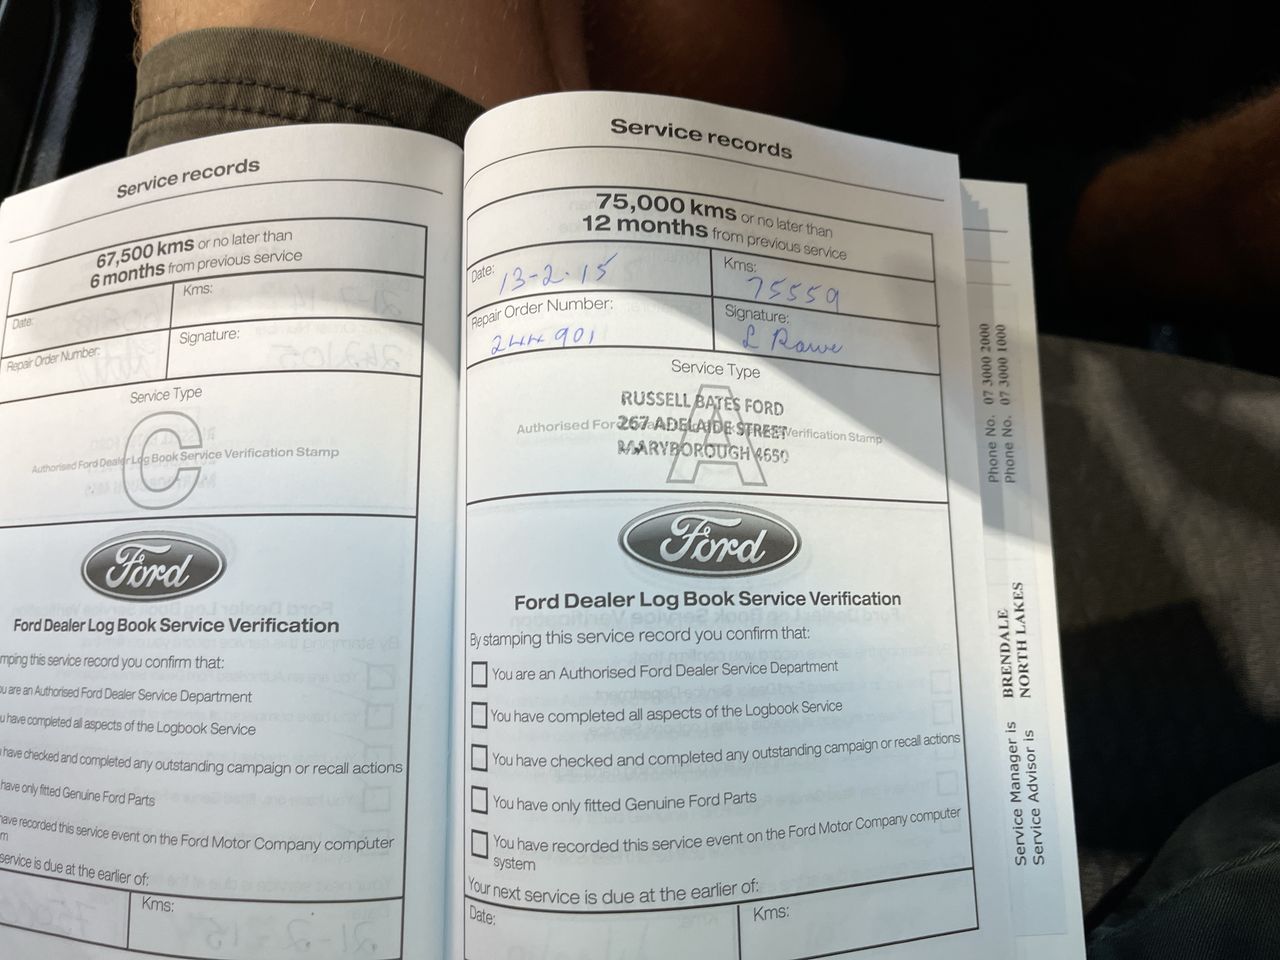 Service records
67,500 kms or no later than
6 months from previous service
Date:
Kms:
Repair Order Number:
Signature:
Service Type
C
Authorised Ford Dealer Log Book Service Verification Stamp
Ford
Ford Dealer Log Book Service Verification
mping this service record you confirm that:
u are an Authorised Ford Dealer Service Department
u have completed all aspects of the Logbook Service
have checked and completed any outstanding campaign or recall actions
have only fitted Genuine Ford Parts
have recorded this service event on the Ford Motor Company computer
m
service is due at the earlier of:
Kms:
Service records
75,000 kms or no later than
12 months from previous service
Date: 13-2-15
Kms: 75559
Repair Order Number: 244901
Signature: L Rowe
Service Type
A
RUSSELL BATES FORD
267 ADELAIDE STREET
MARYBOROUGH 4650
Authorised Ford Verification Stamp
Ford
Ford Dealer Log Book Service Verification
By stamping this service record you confirm that:
You are an Authorised Ford Dealer Service Department
You have completed all aspects of the Logbook Service
You have checked and completed any outstanding campaign or recall actions
You have only fitted Genuine Ford Parts
You have recorded this service event on the Ford Motor Company computer
system
Your next service is due at the earlier of:
Date:
Kms:
Service Manager is BRENDALE Phone No. 07 3000 2000
Service Advisor is NORTH LAKES Phone No. 07 3000 1000